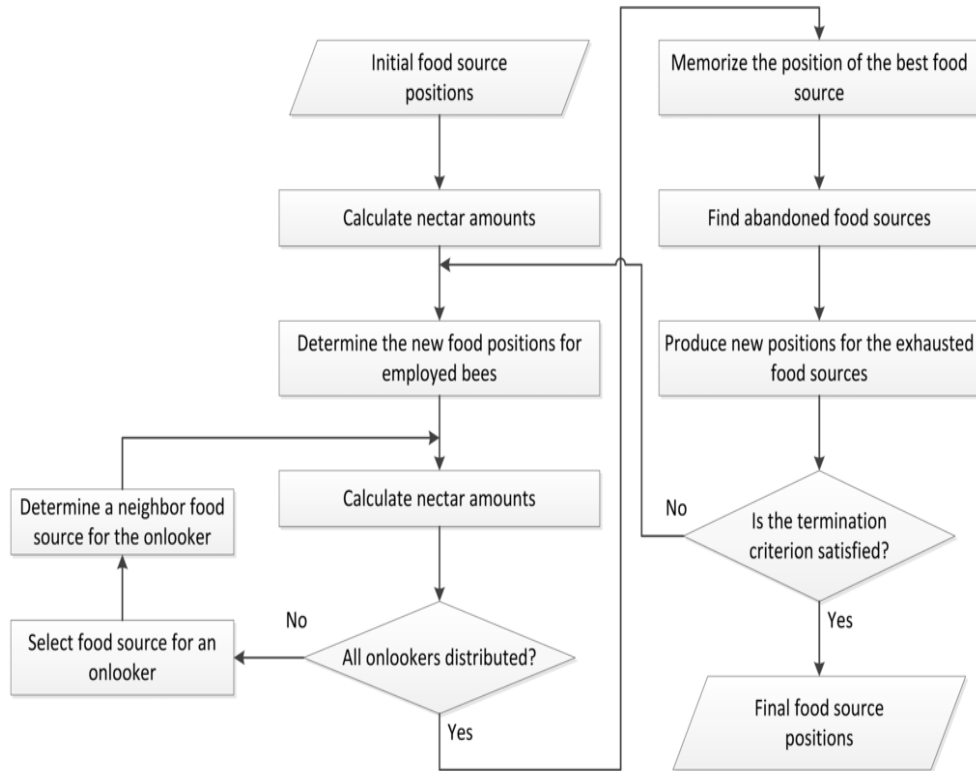 Initial food source
positions
Calculate nectar amounts
Determine the new food positions for
employed bees
Calculate nectar amounts
All onlookers distributed?
No
Select food source for an
onlooker
Determine a neighbor food
source for the onlooker
Yes
Memorize the position of the best food
source
Find abandoned food sources
Produce new positions for the exhausted
food sources
Is the termination
criterion satisfied?
No
Yes
Final food source
positions